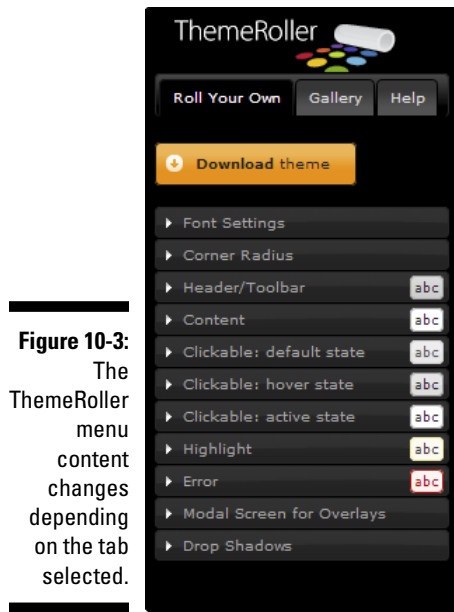 ThemeRoller
Roll Your Own Gallery Help
Download theme
Font Settings
Corner Radius
Header/Toolbar abc
Content abc
Clickable: default state abc
Clickable: hover state abc
Clickable: active state abc
Highlight abc
Error abc
Modal Screen for Overlays
Drop Shadows
Figure 10-3:
The
ThemeRoller
menu
content
changes
depending
on the tab
selected.